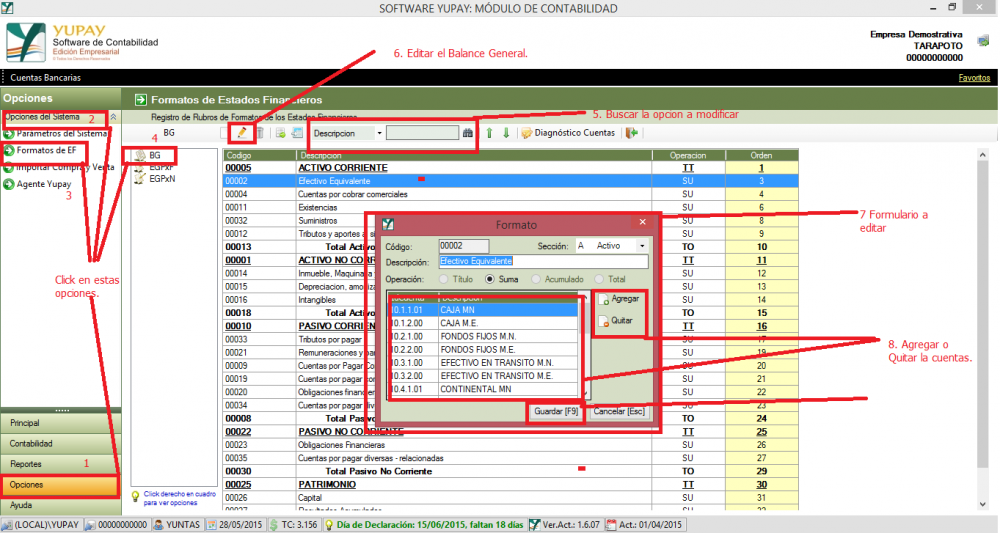 SOFTWARE YUPAY: MÓDULO DE CONTABILIDAD
YUPAY
Software de Contabilidad
Edición Empresarial
Empresa Demostrativa
TARAPOTO
00000000000
6. Editar el Balance General.
Cuentas Bancarias
Favoritos
Opciones
Formatos de Estados Financieros
Opciones del Sistema
2
Registro de Rubros de Formatos de los Estados Financieros
5. Buscar la opcion a modificar
Parametros del Sistema
BG
Descripcion
Diagnóstico Cuentas
4
Formatos de EF
Importar Compra y Venta
Agente Yupay
3
BG
EGPxF
EGPxN
Codigo Descripcion Operacion Orden
00005 ACTIVO CORRIENTE TT 1
00002 Efectivo Equivalente SU 3
00004 Cuentas por cobrar comerciales SU 4
00011 Existencias SU 6
00032 Suministros SU 8
00012 Tributos y aportes al si SU 9
00013 Total Activo TO 10
00001 ACTIVO NO CORR TT 11
00014 Inmueble, Maquinaria y SU 12
00015 Depreciacion, amortiza SU 13
00016 Intangibles SU 14
00018 Total Activo TO 15
00010 PASIVO CORRIEN TT 16
00033 Tributos por pagar
00021 Remuneraciones y pa SU 19
00009 Cuentas por Pagar Co SU 20
00019 Cuentas por pagar SU 21
00020 Obligaciones financier SU 22
00034 Cuentas por pagar div SU 23
00008 Total Pasivo TO 24
00022 PASIVO NO CORRIENTE TT 25
00023 Obligaciones Financieras SU 26
00035 Cuentas por pagar diversas - relacionadas SU 27
00030 Total Pasivo No Corriente TO 29
00025 PATRIMONIO TT 30
00026 Capital SU 31
00027 Resultados Acumulados
Formato
Código: 00002 Sección: A Activo
Descripción: Efectivo Equivalente
Operación: Título Suma Acumulado Total
Subcuenta Descripcion
10.1.1.01 CAJA MN
10.1.2.00 CAJA M.E.
10.2.1.00 FONDOS FIJOS M.N.
10.2.2.00 FONDOS FIJOS M.E.
10.3.1.00 EFECTIVO EN TRANSITO M.N.
10.3.2.00 EFECTIVO EN TRANSITO M.E.
10.4.1.01 CONTINENTAL MN
Agregar
Quitar
Guardar [F9] Cancelar [Esc]
7 Formulario a
editar
8. Agregar o
Quitar la cuentas.
Click en estas
opciones.
Principal
Contabilidad
Reportes
1
Opciones
Ayuda
Click derecho en cuadro
para ver opciones
(LOCAL)\YUPAY 00000000000 YUNTAS 28/05/2015 TC: 3.156 Día de Declaración: 15/06/2015, faltan 18 días Ver.Act.: 1.6.07 Act.: 01/04/2015